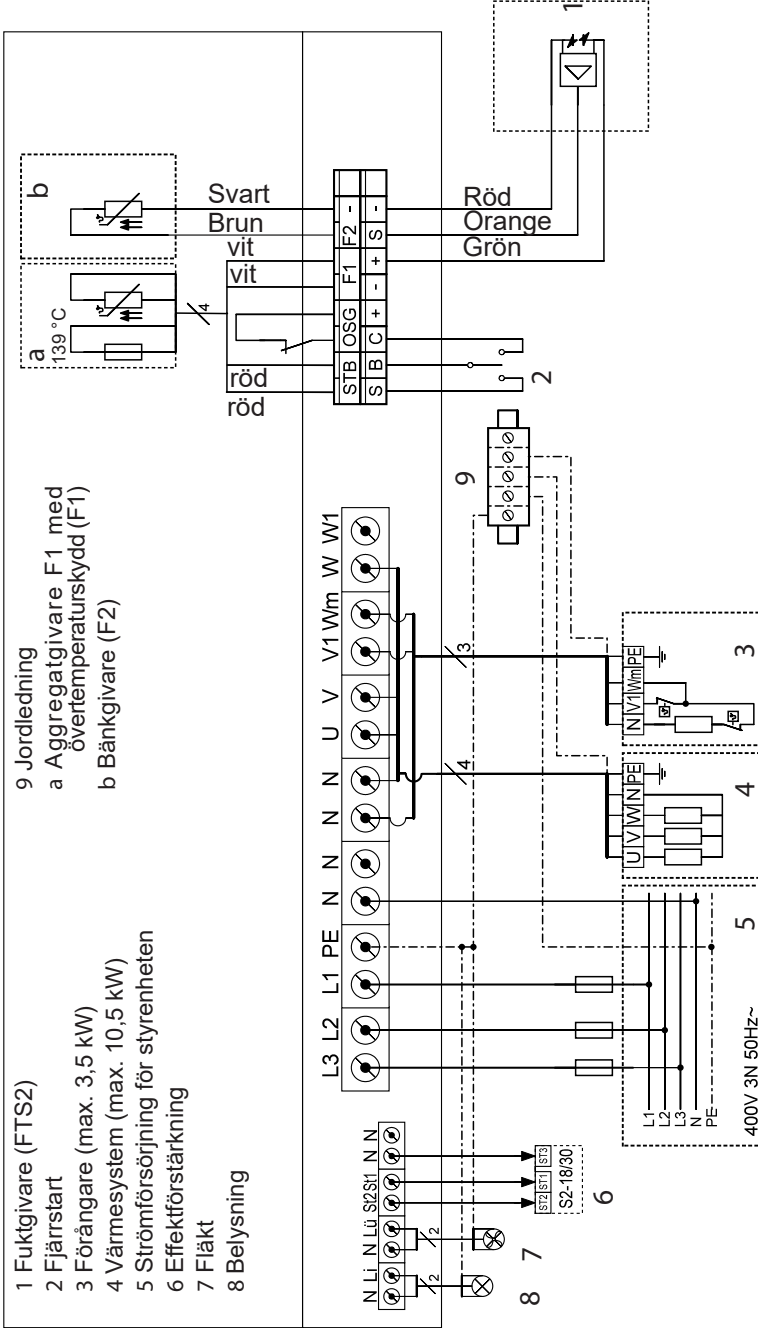 1 Fuktgivare (FTS2)
2 Fjärrstart
3 Förångare (max. 3,5 kW)
4 Värmesystem (max. 10,5 kW)
5 Strömförsörjning för styrenheten
6 Effektförstärkning
7 Fläkt
8 Belysning
9 Jordledning
a Aggregatgivare F1 med
övertemperaturskydd (F1)
b Bänkgivare (F2)
a
139 °C
4
b
Svart
Brun
vit
vit
röd
röd
STB OSG F1 F2 -
S B C + - + S -
Röd
Orange
Grön
1
2
N Li N Lü St2 St1 N N
L3 L2 L1 PE N N N N U V V1 Wm W W1
2
2
8
7
ST2 ST1 ST3
S2-18/30
6
L1
L2
L3
N
PE
400V 3N 50Hz~
5
4
U V W N PE
4
3
N V1 Wm PE
3
9